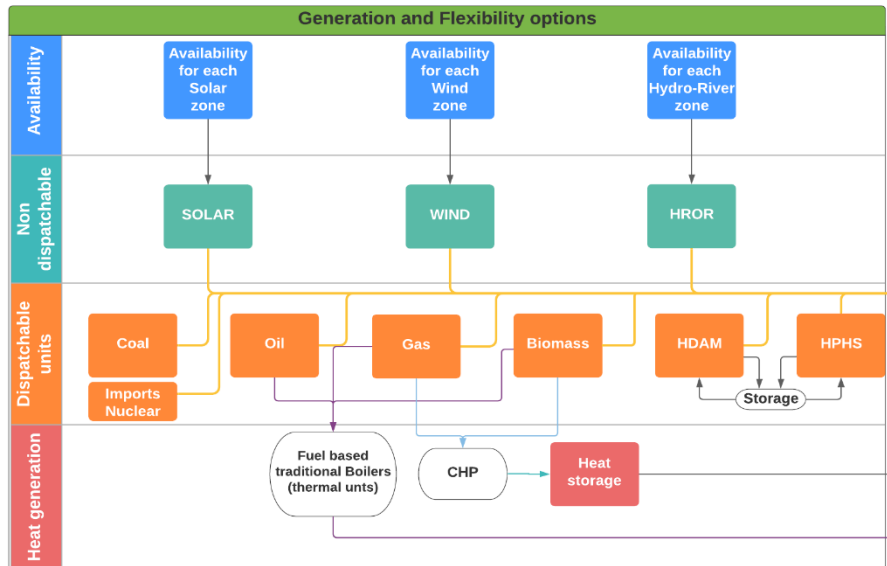 Generation and Flexibility options
Availability
Availability
for each
Solar
zone
Availability
for each
Wind
zone
Availability
for each
Hydro-River
zone
Non
dispatchable
SOLAR
WIND
HROR
Dispatchable
units
Coal
Oil
Gas
Biomass
HDAM
HPHS
Imports
Nuclear
Storage
Heat generation
Fuel based
traditional Boilers
(thermal unts)
CHP
Heat
storage